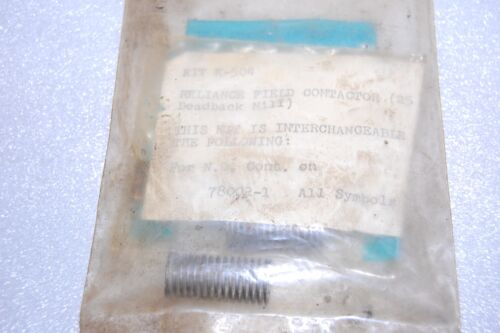 KIT K-504
RELIANCE FIELD CONTACTOR (25
Deadback Mill)
THIS KIT IS INTERCHANGEABLE
THE FOLLOWING:
For N.O. Cont. on
78002-1 All Symbols